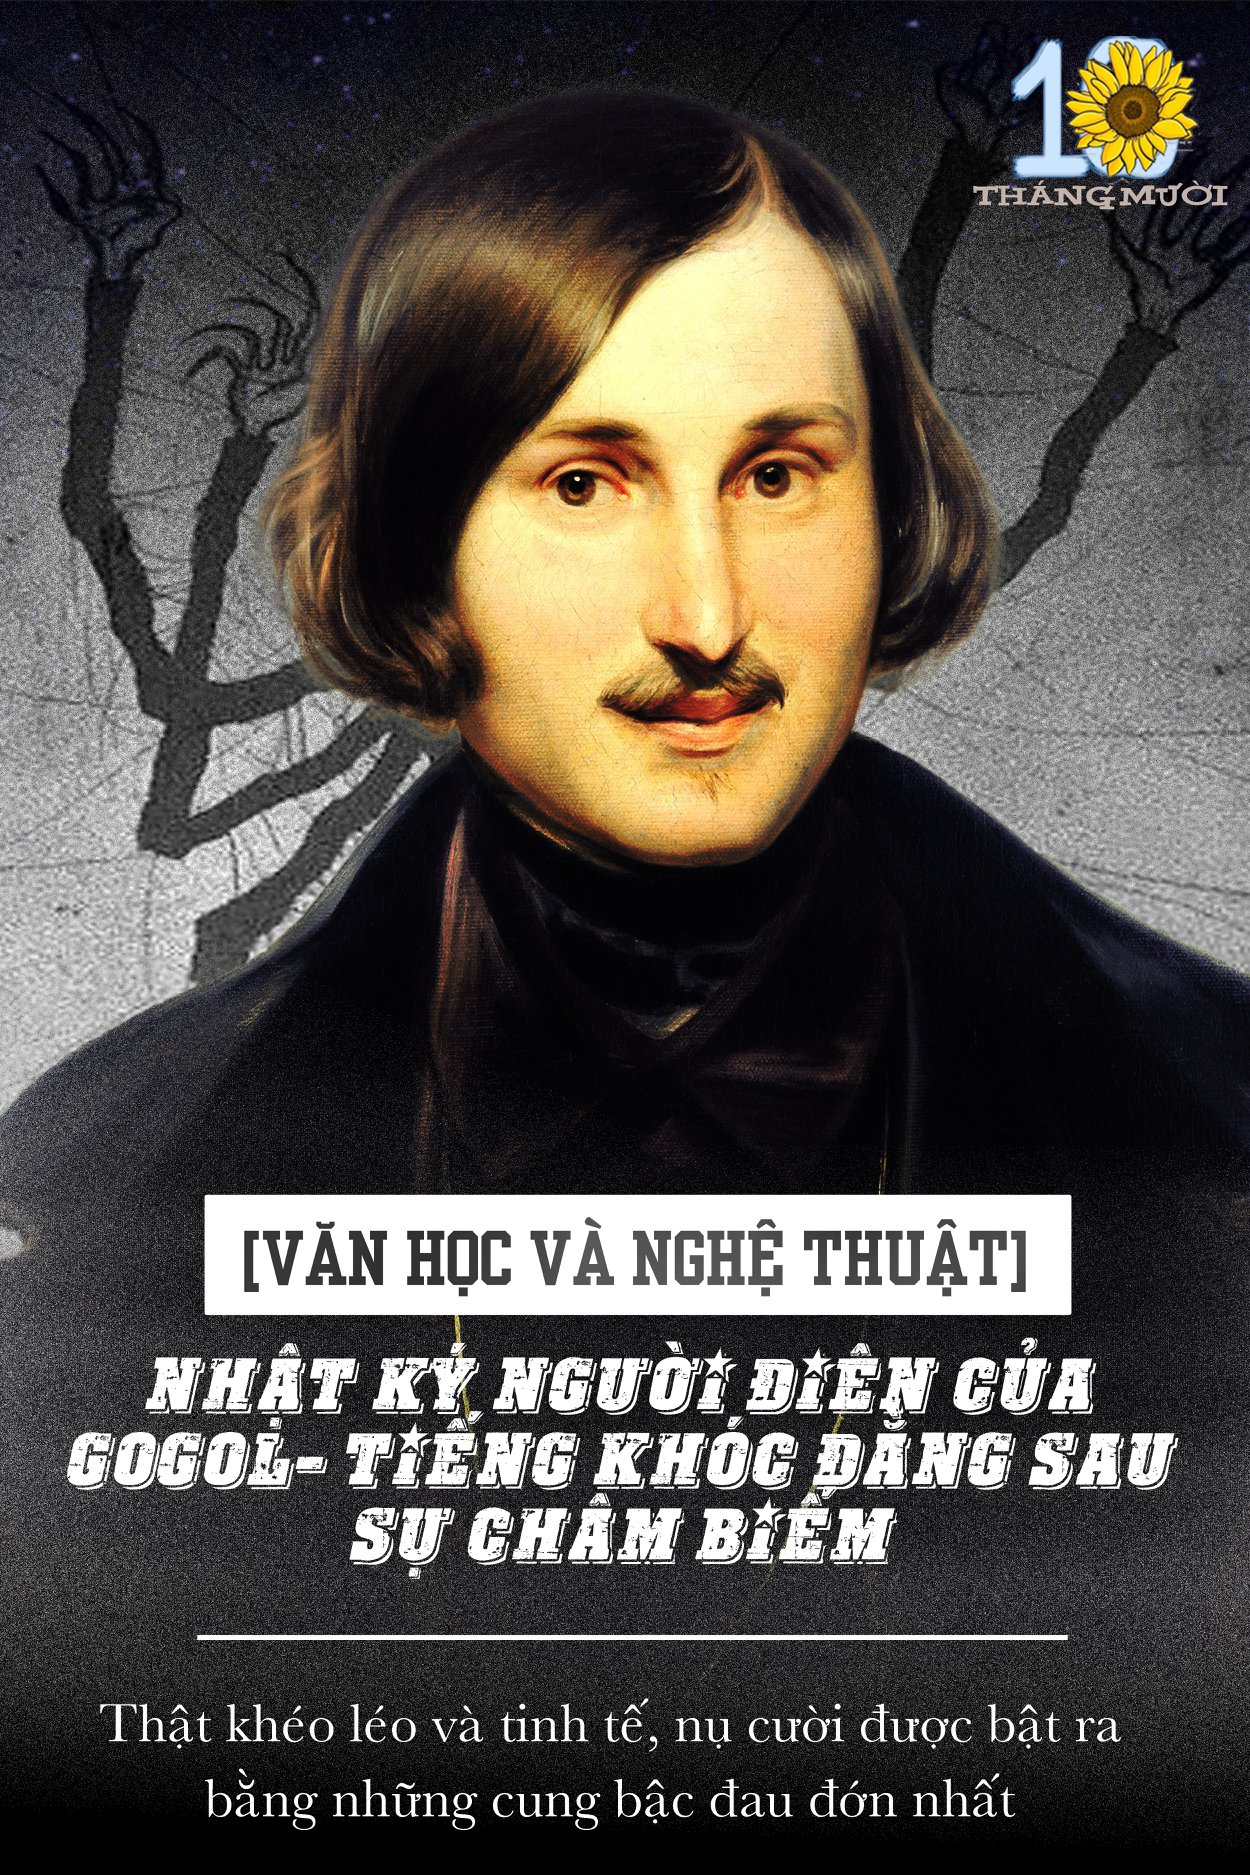 10
THÁNG MƯỜI
[VĂN HỌC VÀ NGHỆ THUẬT]
NHẬT KÝ NGƯỜI ĐIÊN CỦA
GOGOL- TIẾNG KHÓC ĐẰNG SAU
SỰ CHÂM BIẾM
Thật khéo léo và tinh tế, nụ cười được bật ra
bằng những cung bậc đau đớn nhất